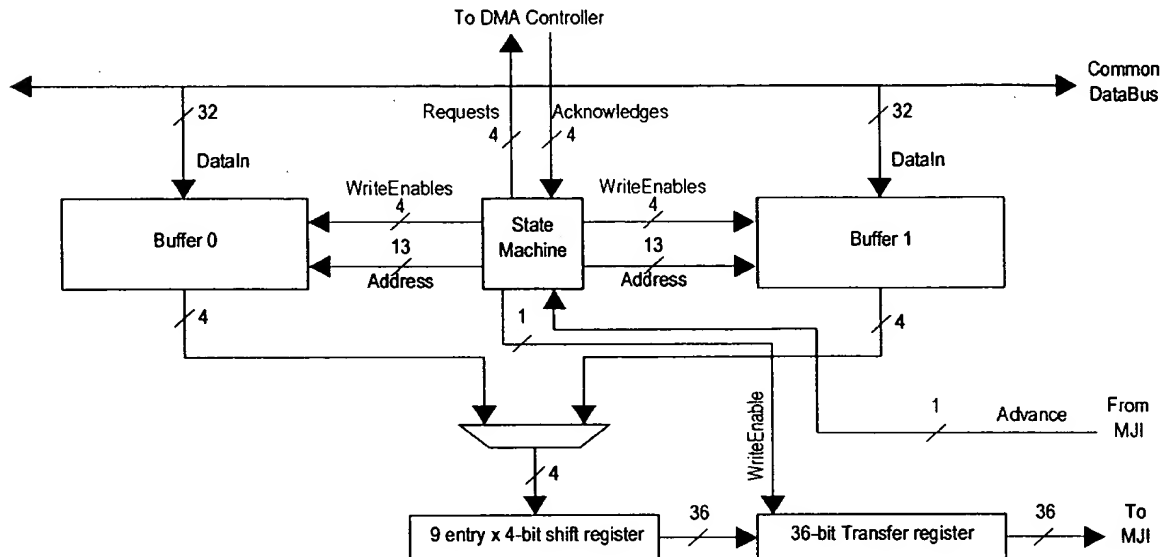 To DMA Controller
Common
DataBus
32
Requests
Acknowledges
32
4
4
DataIn
DataIn
WriteEnables
WriteEnables
4
4
Buffer 0
State
Machine
Buffer 1
13
13
Address
Address
4
1
4
WriteEnable
1
Advance
From
MJI
4
9 entry x 4-bit shift register
36
36-bit Transfer register
36
To
MJI